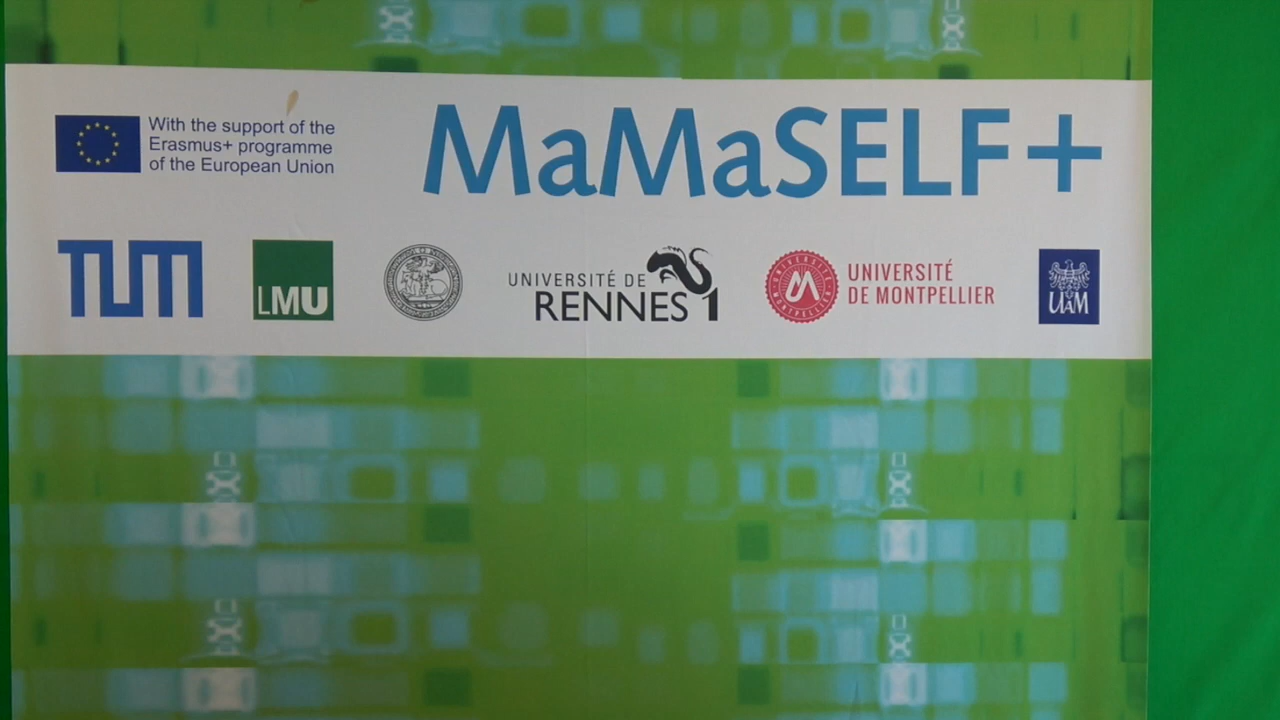 With the support of the
Erasmus+ programme
of the European Union
MaMaSELF+
TUM
LMU
UNIVERSITÉ DE
RENNES 1
UNIVERSITÉ
DE MONTPELLIER
UAM